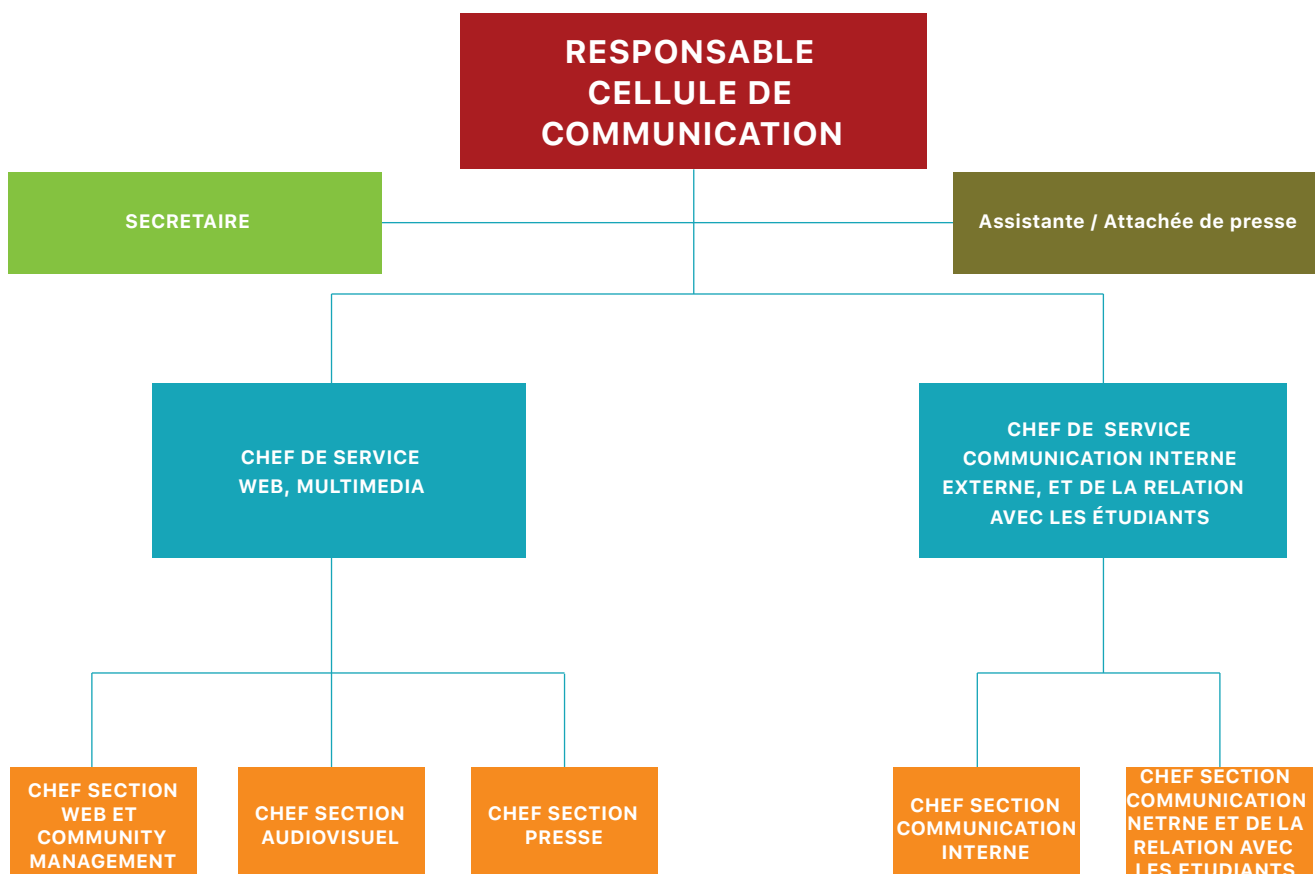 RESPONSABLE
CELLULE DE
COMMUNICATION
SECRETAIRE
Assistante / Attachée de presse
CHEF DE SERVICE
WEB, MULTIMEDIA
CHEF DE SERVICE
COMMUNICATION INTERNE
EXTERNE, ET DE LA RELATION
AVEC LES ÉTUDIANTS
CHEF SECTION
WEB ET
COMMUNITY
MANAGEMENT
CHEF SECTION
AUDIOVISUEL
CHEF SECTION
PRESSE
CHEF SECTION
COMMUNICATION
INTERNE
CHEF SECTION
COMMUNICATION
NETRNE ET DE LA
RELATION AVEC
LES ETUDIANTS